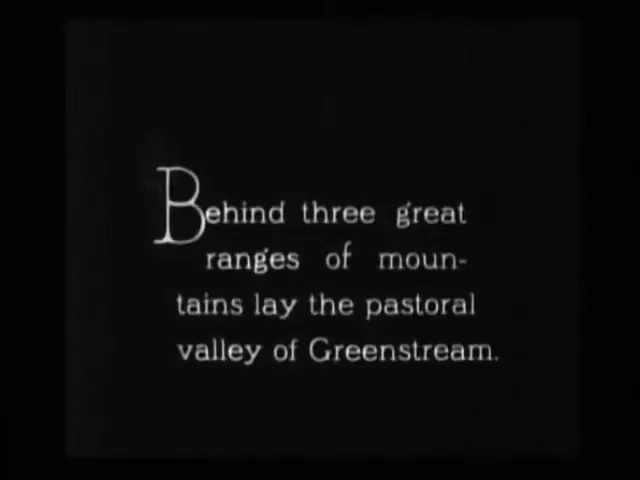 Behind three great
ranges of moun-
tains lay the pastoral
valley of Greenstream.